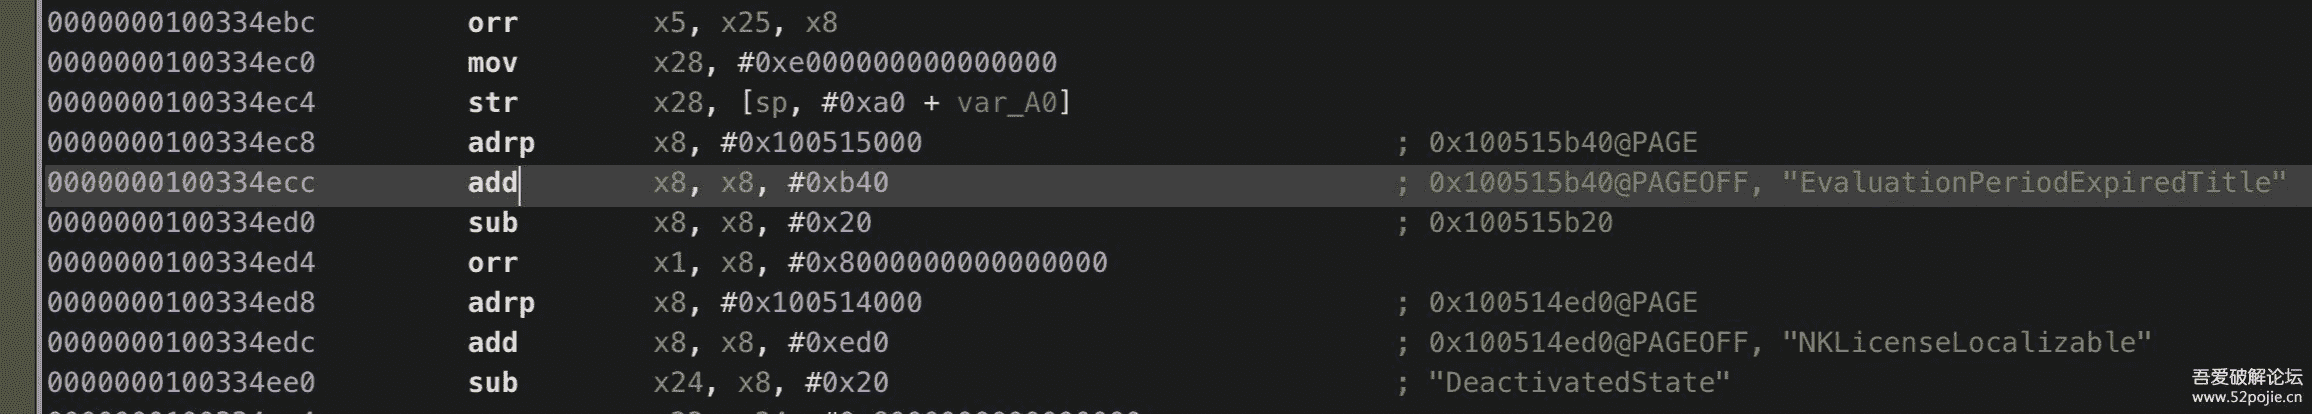 0000000100334ebc orr x5, x25, x8
0000000100334ec0 mov x28, #0xe000000000000000
0000000100334ec4 str x28, [sp, #0xa0 + var_A0]
0000000100334ec8 adrp x8, #0x100515000 ; 0x100515b40@PAGE
0000000100334ecc add x8, x8, #0xb40 ; 0x100515b40@PAGEOFF, "EvaluationPeriodExpiredTitle"
0000000100334ed0 sub x8, x8, #0x20 ; 0x100515b20
0000000100334ed4 orr x1, x8, #0x8000000000000000
0000000100334ed8 adrp x8, #0x100514000 ; 0x100514ed0@PAGE
0000000100334edc add x8, x8, #0xed0 ; 0x100514ed0@PAGEOFF, "NKLicenseLocalizable"
0000000100334ee0 sub x24, x8, #0x20 ; "DeactivatedState"
吾爱破解论坛
www.52pojie.cn